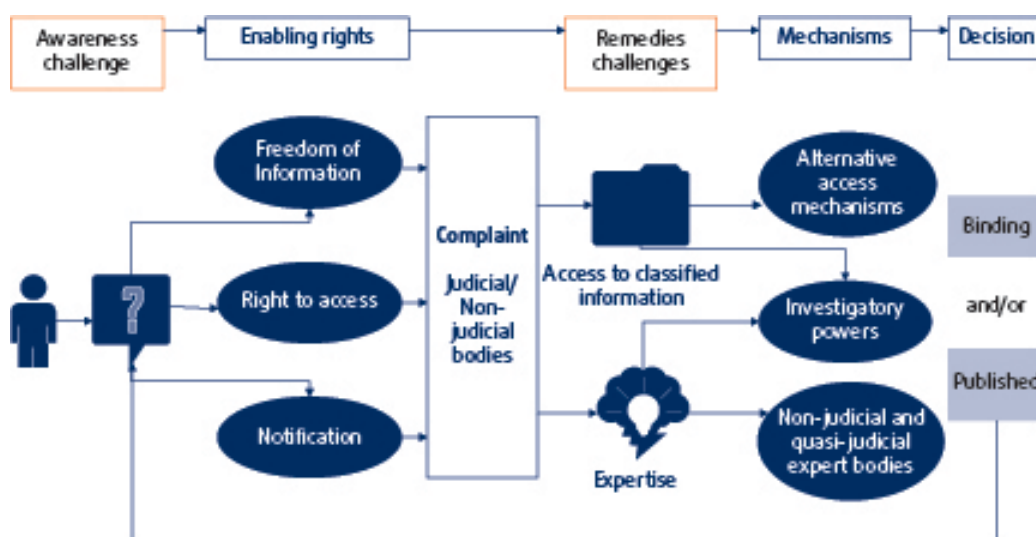 Awareness
challenge
Enabling rights
Remedies
challenges
Mechanisms
Decision
Freedom of
Information
Right to access
Notification
Complaint
Judicial/
Non-
judicial
bodies
?
Access to classified
information
Expertise
Alternative
access
mechanisms
Investigatory
powers
Non-judicial and
quasi-judicial
expert bodies
Binding
and/or
Published